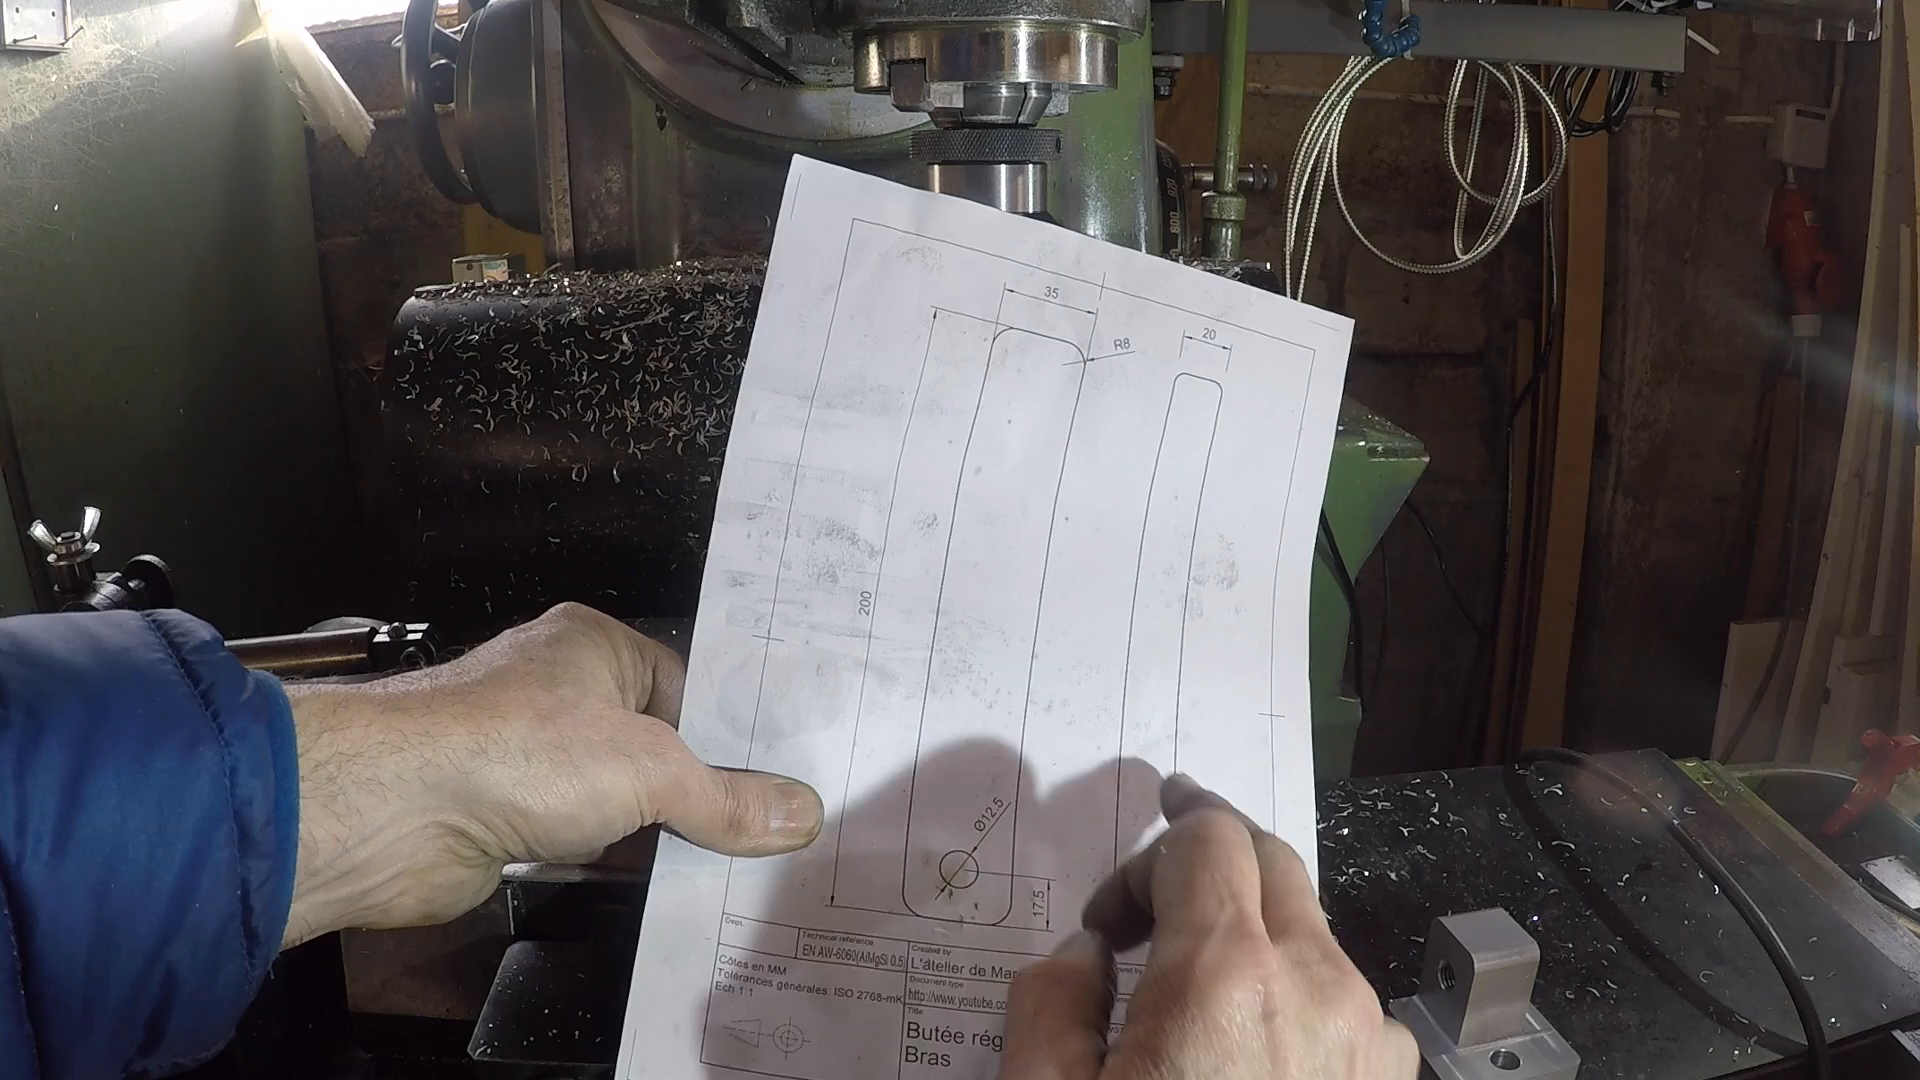 35
20
R8
200
Ø12.5
17.5
Dept.
Technical reference
EN AW-6060(AlMgSi 0.5)
Created by
L'atelier de Mar
Côtes en MM
Tolérances générales: ISO 2768-mK
Ech 1:1
Document type
http://www.youtube.co
Title
Butée rég
Bras